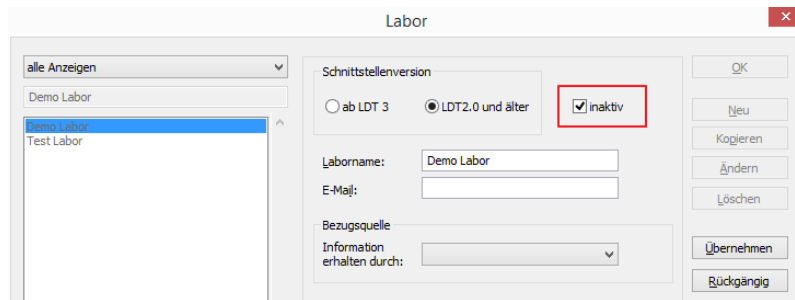 Labor
alle Anzeigen
Demo Labor
Demo Labor
Test Labor
Schnittstellenversion
ab LDT 3
LDT2.0 und älter
inaktiv
Laborname:
Demo Labor
E-Mail:
Bezugsquelle
Information
erhalten durch:
OK
Neu
Kopieren
Ändern
Löschen
Übernehmen
Rückgängig